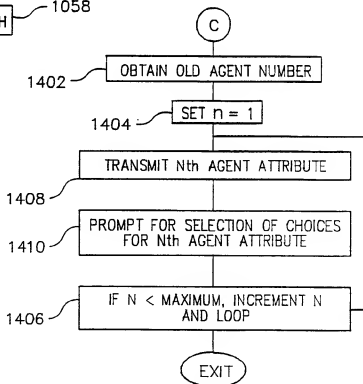 H
1058
C
1402
OBTAIN OLD AGENT NUMBER
1404
SET n = 1
1408
TRANSMIT Nth AGENT ATTRIBUTE
1410
PROMPT FOR SELECTION OF CHOICES
FOR Nth AGENT ATTRIBUTE
1406
IF N < MAXIMUM, INCREMENT N
AND LOOP
EXIT